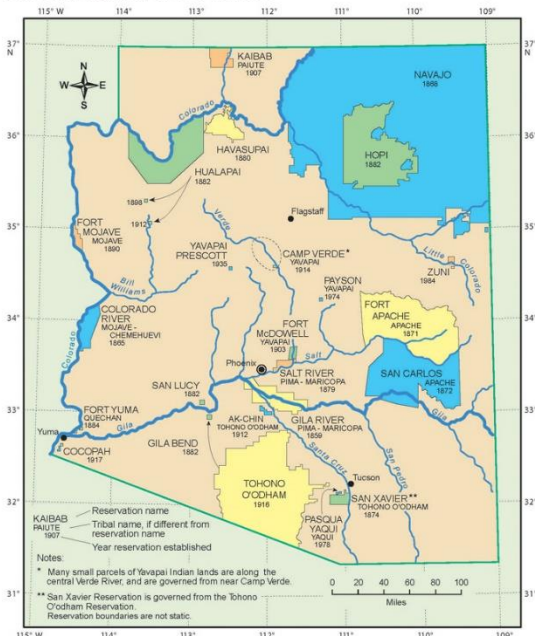 115° W
114°
113°
112°
111°
110°
109°
37°
N
37°
N
KAIBAB
PAIUTE
1907
NAVAJO
1868
N
W E
S
Colorado
36°
36°
HAVASUPAI
1880
HOPI
1882
HUALAPAI
1882
1898
1912
35°
35°
Flagstaff
FORT
MOJAVE
MOJAVE
1890
Verde
YAVAPAI
PRESCOTT
1935
CAMP VERDE*
YAVAPAI
1914
Little
Colorado
ZUNI
1984
PAYSON
YAVAPAI
1974
Bill
Williams
34°
34°
COLORADO
RIVER
MOJAVE -
CHEMEHUEVI
1865
Colorado
FORT
McDOWELL
YAVAPAI
1903
FORT
APACHE
APACHE
1871
Phoenix
Salt
SALT RIVER
PIMA - MARICOPA
1879
SAN CARLOS
APACHE
1872
SAN LUCY
1882
33°
33°
FORT YUMA
QUECHAN
1884
Yuma
Gila
COCOPAH
1917
GILA BEND
1882
AK-CHIN
TOHONO O'ODHAM
1912
GILA RIVER
PIMA - MARICOPA
1859
Gila
Santa Cruz
San Pedro
Tucson
32°
32°
TOHONO
O'ODHAM
1916
SAN XAVIER**
TOHONO O'ODHAM
1874
PASQUA
YAQUI
YAQUI
1978
KAIBAB
PAIUTE
1907
Reservation name
Tribal name, if different from
reservation name
Year reservation established
Notes:
* Many small parcels of Yavapai Indian lands are along the
central Verde River, and are governed from near Camp Verde.
** San Xavier Reservation is governed from the Tohono
O'odham Reservation.
Reservation boundaries are not static.
0 20 40 60 80 100
Miles
31°
31°
115° W
114°
113°
112°
111°
110°
109°